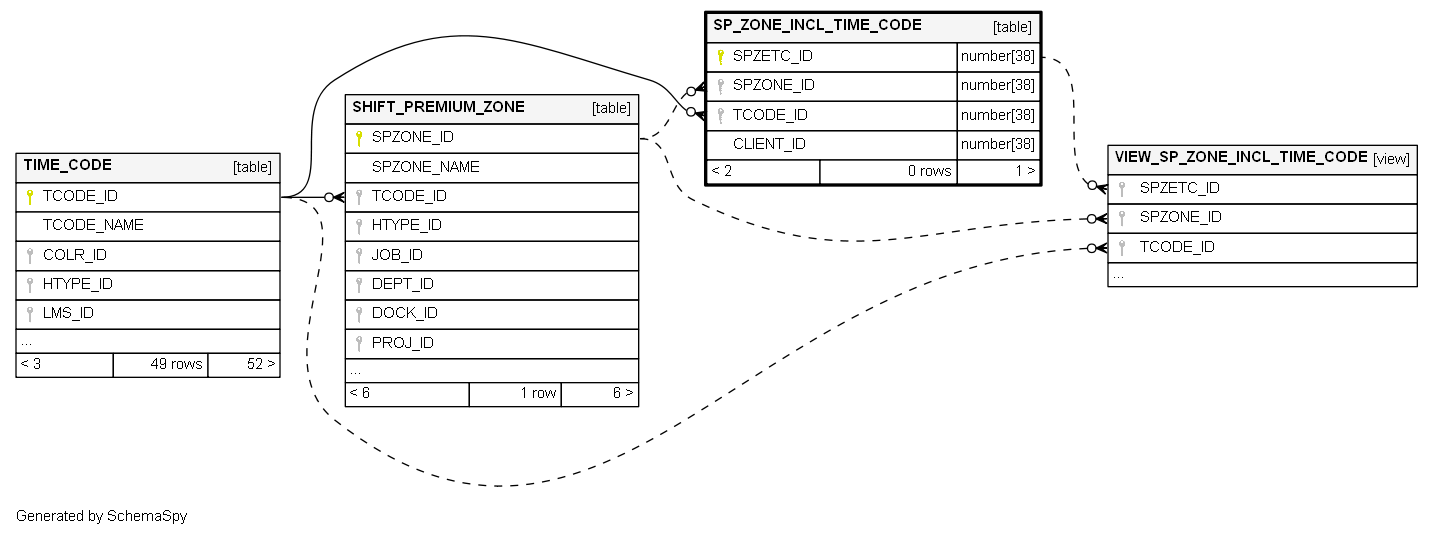 SP_ZONE_INCL_TIME_CODE [table]
SPZETC_ID number[38]
SPZONE_ID number[38]
TCODE_ID number[38]
CLIENT_ID number[38]
< 2 0 rows 1 >
SHIFT_PREMIUM_ZONE [table]
SPZONE_ID
SPZONE_NAME
TCODE_ID
HTYPE_ID
JOB_ID
DEPT_ID
DOCK_ID
PROJ_ID
...
< 6 1 row 6 >
TIME_CODE [table]
TCODE_ID
TCODE_NAME
COLR_ID
HTYPE_ID
LMS_ID
...
< 3 49 rows 52 >
VIEW_SP_ZONE_INCL_TIME_CODE [view]
SPZETC_ID
SPZONE_ID
TCODE_ID
...
Generated by SchemaSpy